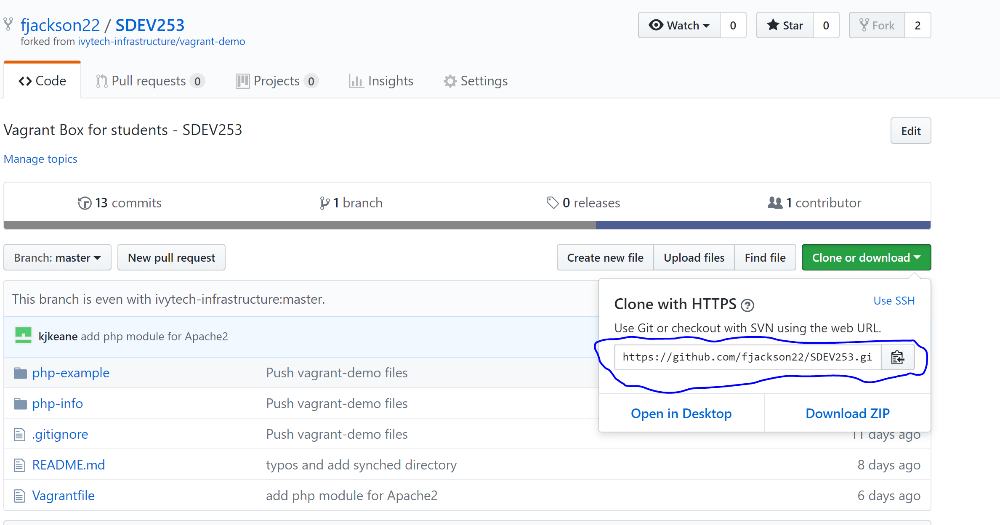 fjackson22 / SDEV253
forked from ivytech-infrastructure/vagrant-demo
Watch 0 Star 0 Fork 2
Code Pull requests 0 Projects 0 Insights Settings
Vagrant Box for students - SDEV253
Edit
Manage topics
13 commits 1 branch 0 releases 1 contributor
Branch: master New pull request Create new file Upload files Find file Clone or download
This branch is even with ivytech-infrastructure:master.
Clone with HTTPS ? Use SSH
Use Git or checkout with SVN using the web URL.
kjkeane add php module for Apache2
https://github.com/fjackson22/SDEV253.gi
php-example Push vagrant-demo files
php-info Push vagrant-demo files
Open in Desktop Download ZIP
.gitignore Push vagrant-demo files 11 days ago
README.md typos and add synched directory 8 days ago
Vagrantfile add php module for Apache2 6 days ago